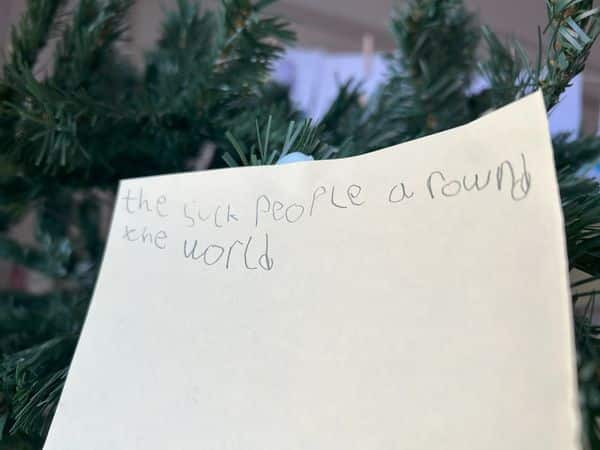 the sick people a rownd
the world